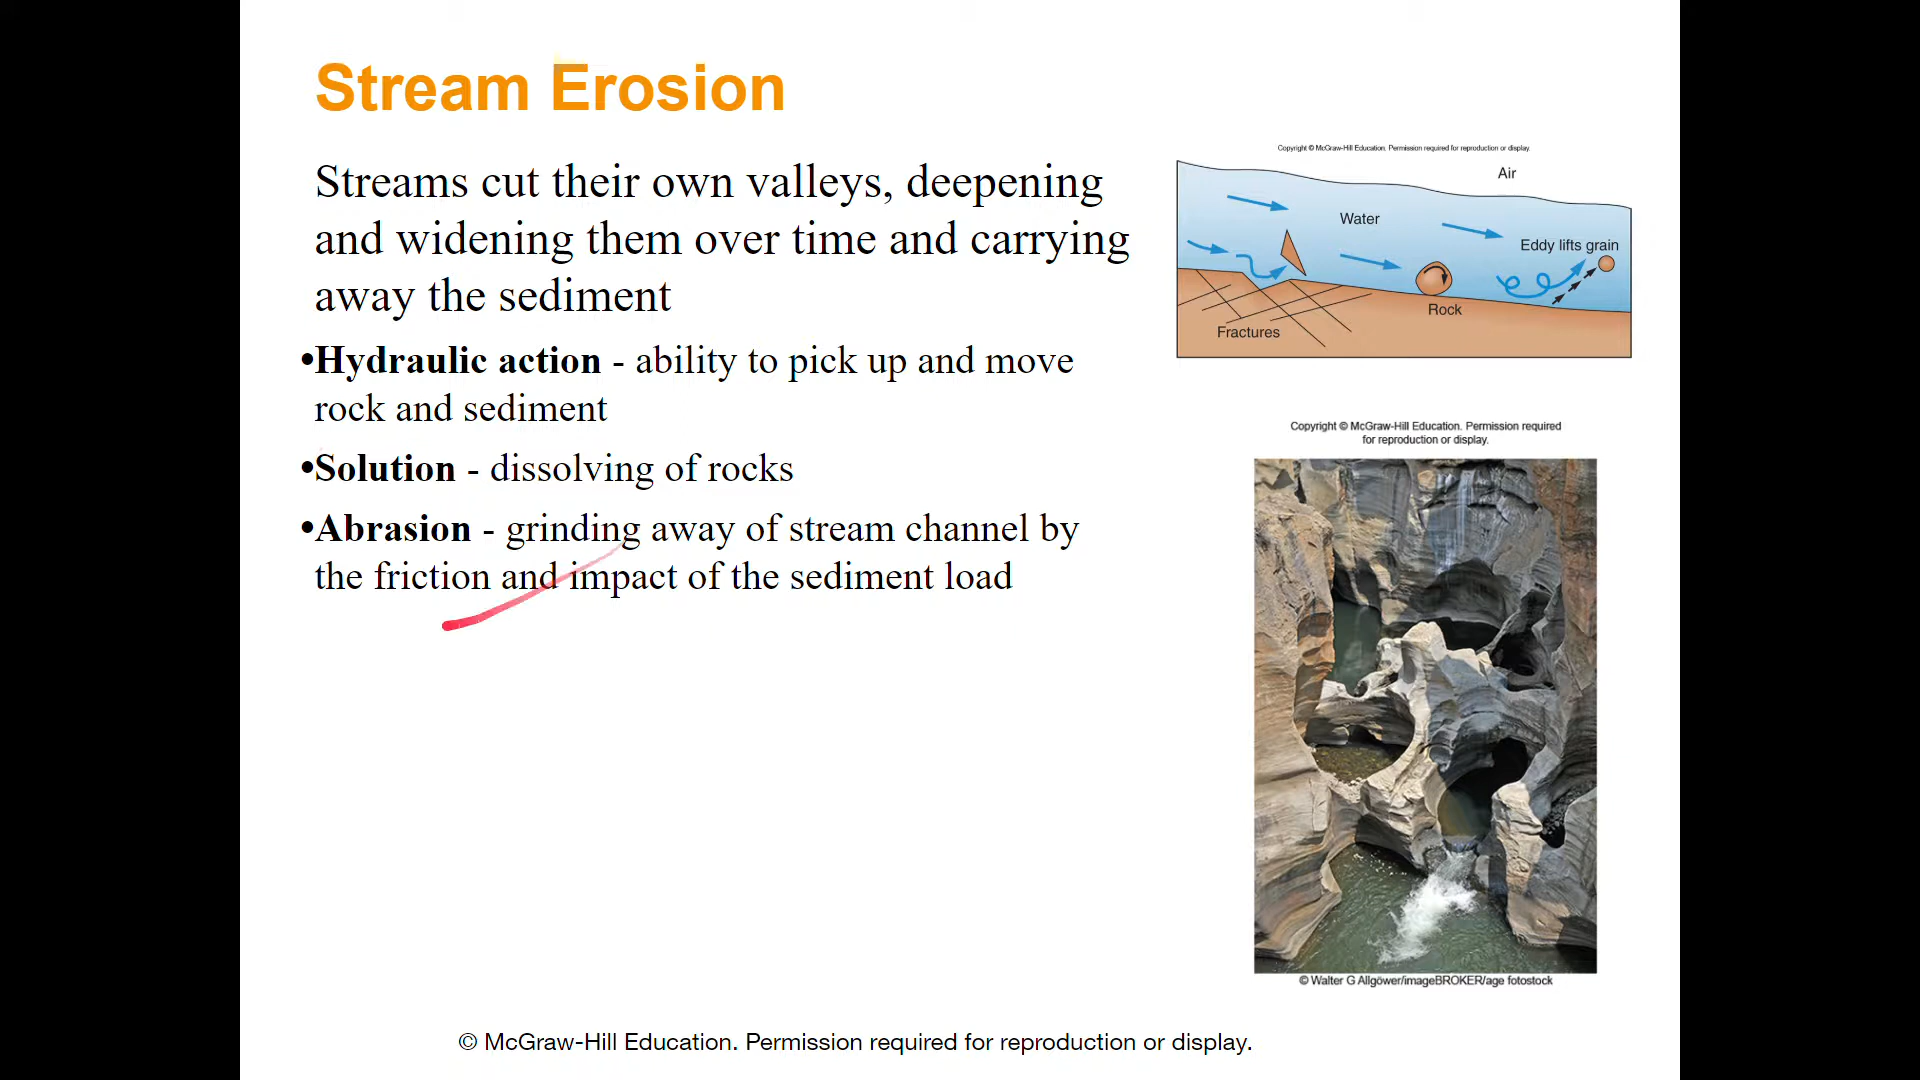 Stream Erosion
Streams cut their own valleys, deepening
and widening them over time and carrying
away the sediment
•Hydraulic action - ability to pick up and move
rock and sediment
•Solution - dissolving of rocks
•Abrasion - grinding away of stream channel by
the friction and impact of the sediment load
Copyright © McGraw-Hill Education. Permission required for reproduction or display.
Air
Water
Eddy lifts grain
Rock
Fractures
Copyright © McGraw-Hill Education. Permission required
for reproduction or display.
© Walter G Allgöwer/imageBROKER/age fotostock
© McGraw-Hill Education. Permission required for reproduction or display.